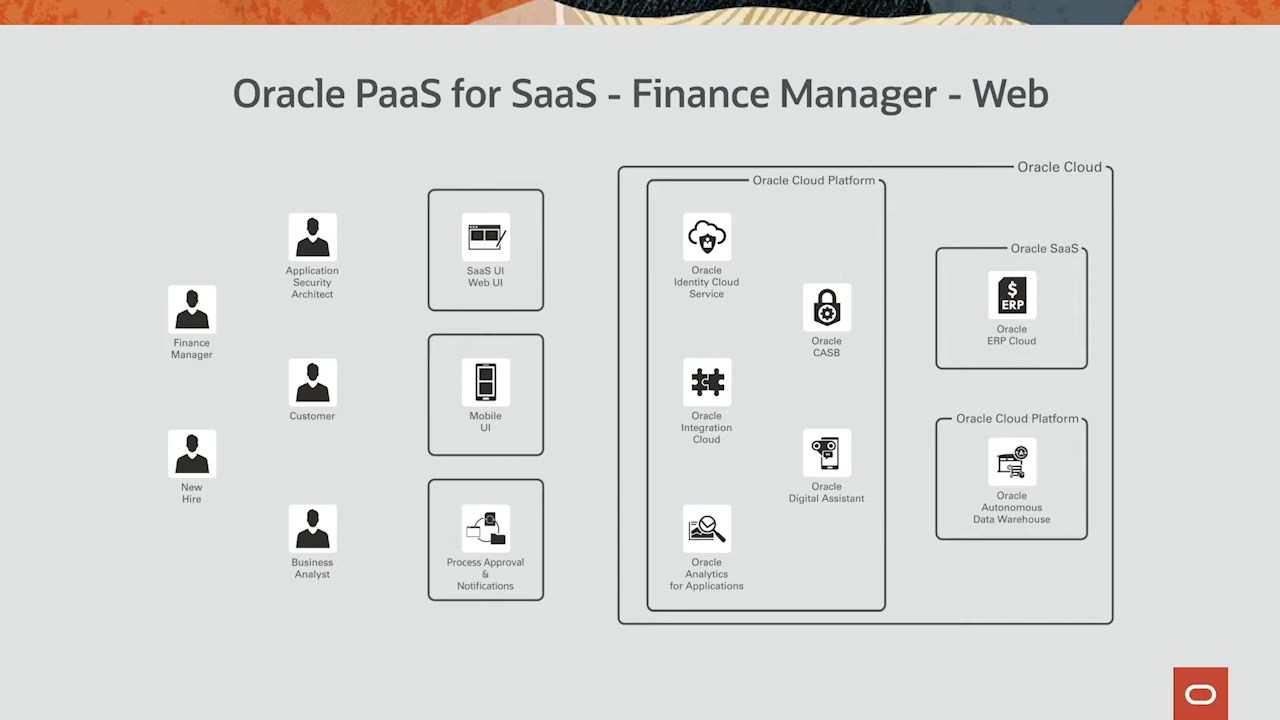 Oracle PaaS for SaaS - Finance Manager - Web
Oracle Cloud
Oracle Cloud Platform
Application
Security
Architect
Finance
Manager
Customer
New
Hire
Business
Analyst
SaaS UI
Web UI
Mobile
UI
Process Approval
&
Notifications
Oracle
Identity Cloud
Service
Oracle
CASB
Oracle
Integration
Cloud
Oracle
Digital Assistant
Oracle
Analytics
for Applications
Oracle SaaS
$
ERP
Oracle
ERP Cloud
Oracle Cloud Platform
Oracle
Autonomous
Data Warehouse